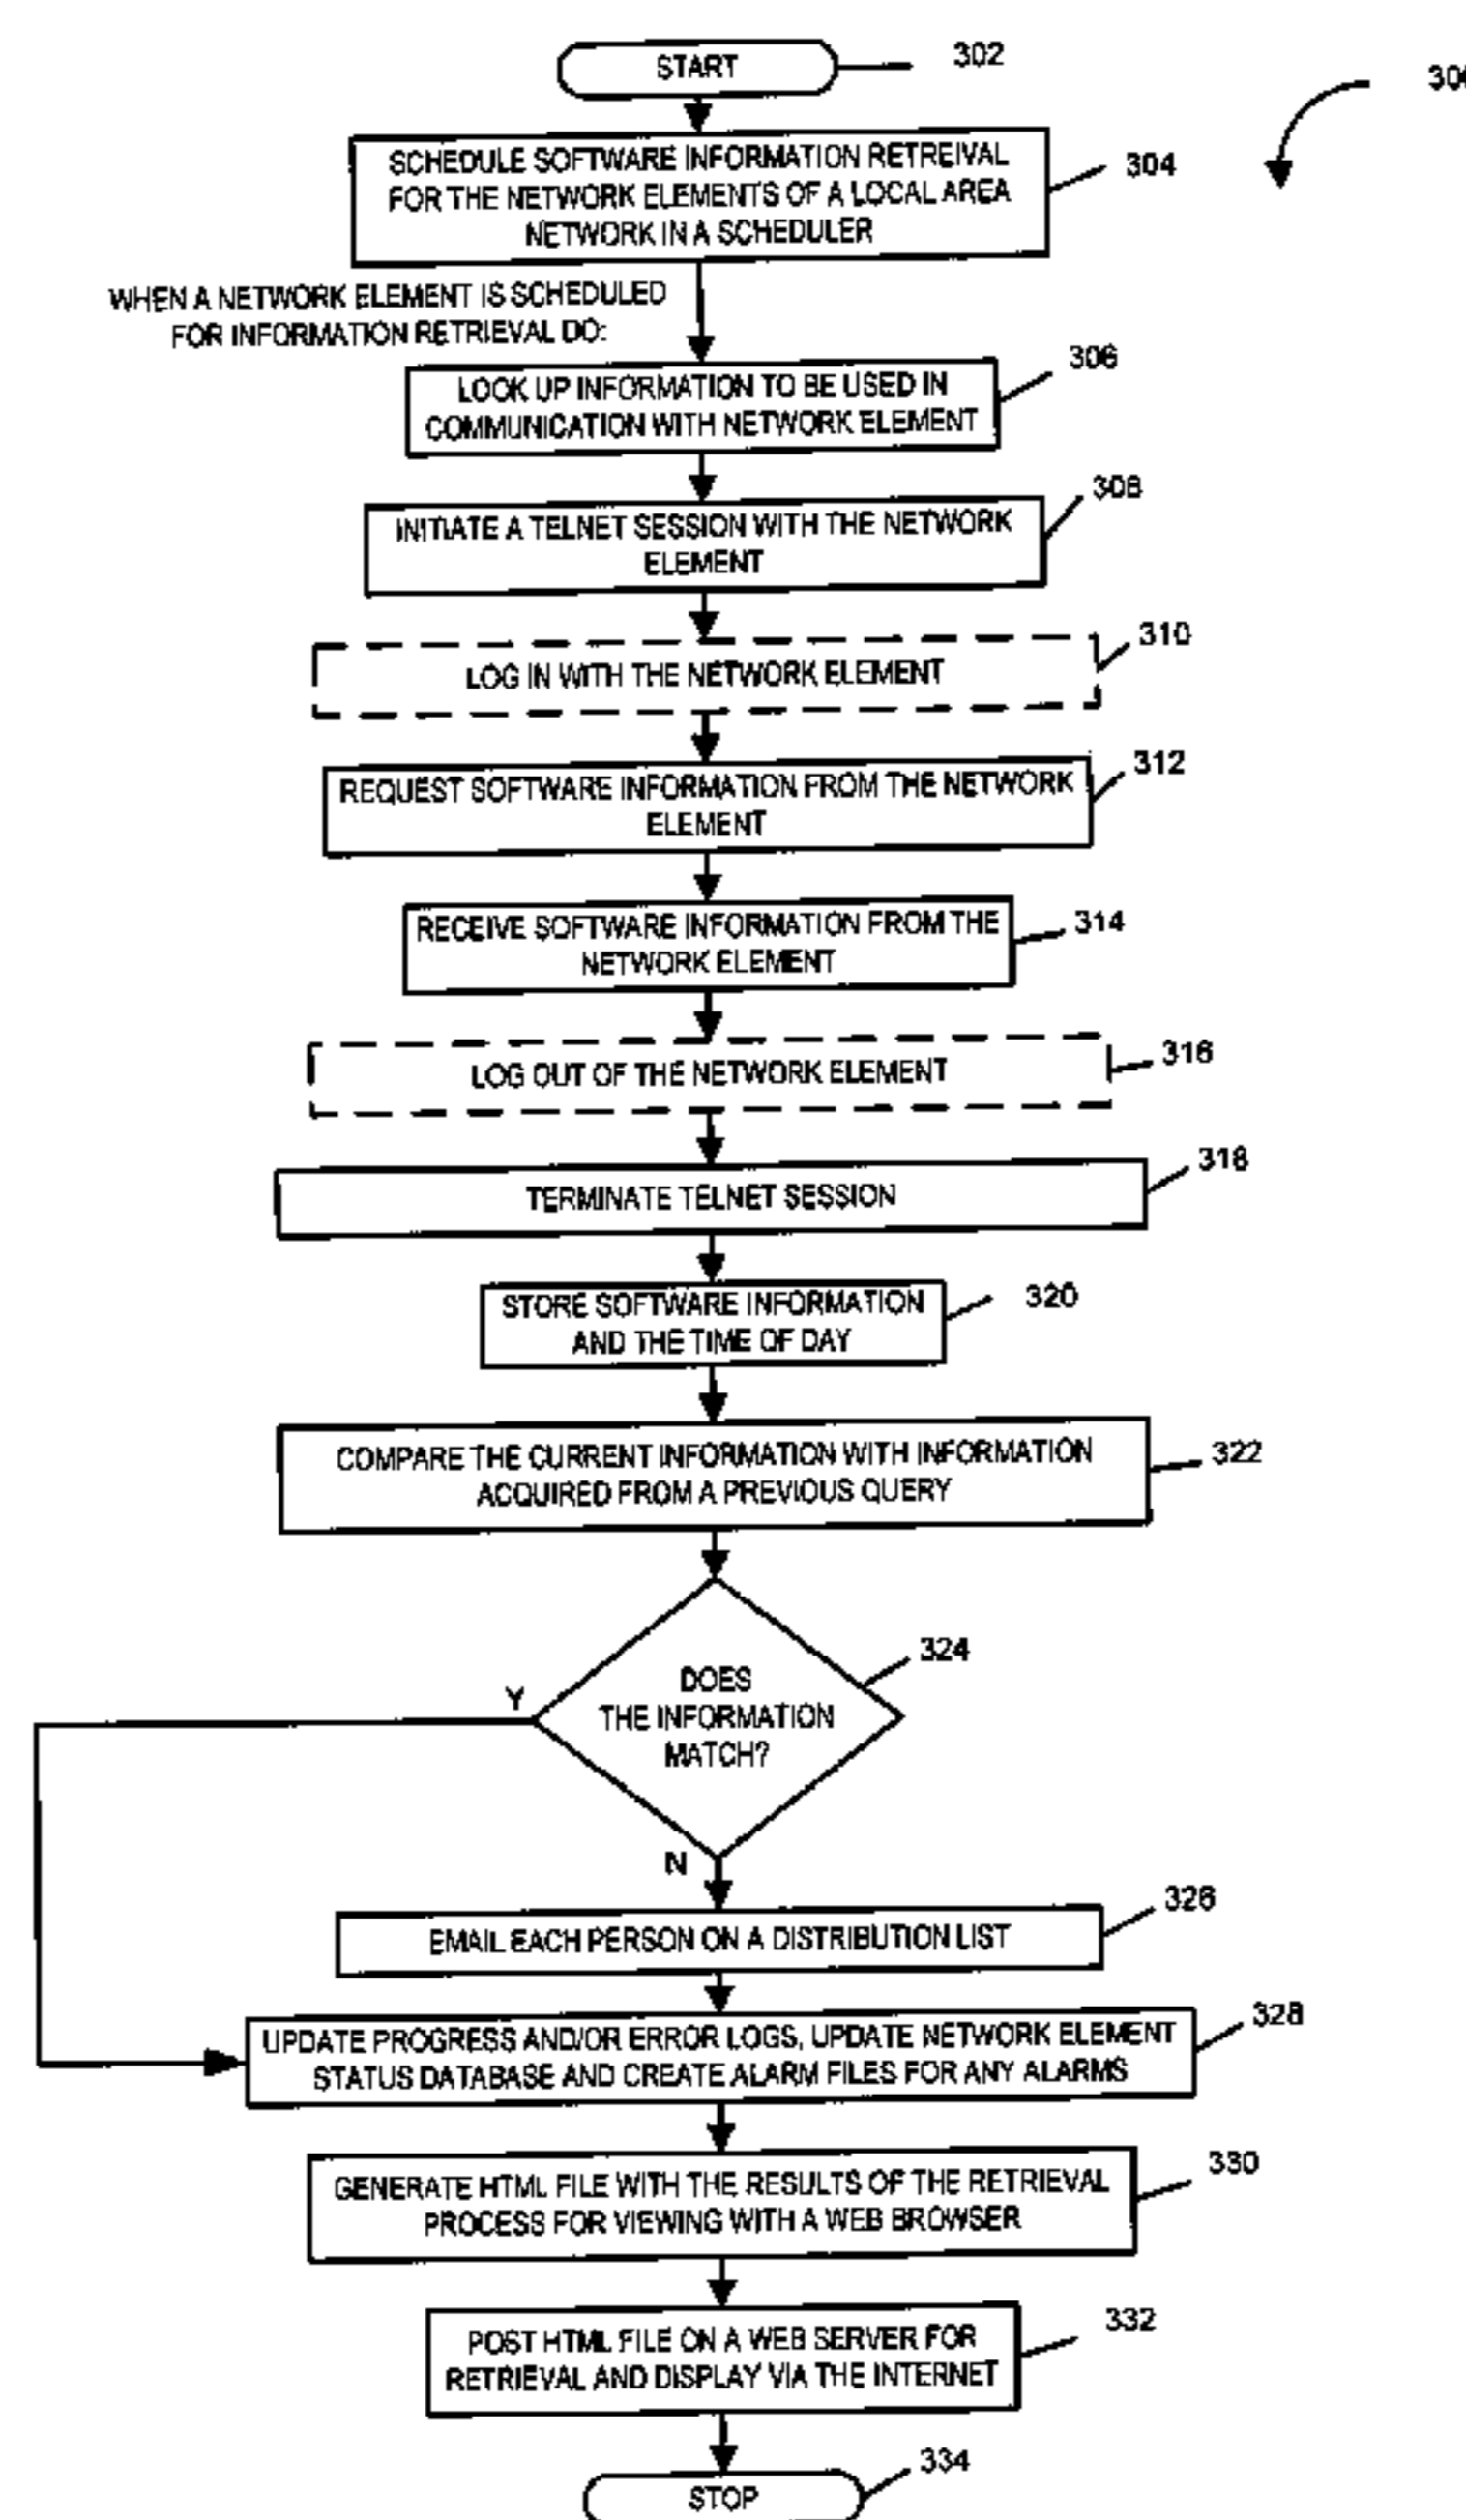 START
302
SCHEDULE SOFTWARE INFORMATION RETREIVAL
FOR THE NETWORK ELEMENTS OF A LOCAL AREA
NETWORK IN A SCHEDULER
304
WHEN A NETWORK ELEMENT IS SCHEDULED
FOR INFORMATION RETRIEVAL DO:
LOOK UP INFORMATION TO BE USED IN
COMMUNICATION WITH NETWORK ELEMENT
306
INITIATE A TELNET SESSION WITH THE NETWORK
ELEMENT
308
LOG IN WITH THE NETWORK ELEMENT
310
REQUEST SOFTWARE INFORMATION FROM THE NETWORK
ELEMENT
312
RECEIVE SOFTWARE INFORMATION FROM THE
NETWORK ELEMENT
314
LOG OUT OF THE NETWORK ELEMENT
316
TERMINATE TELNET SESSION
318
STORE SOFTWARE INFORMATION
AND THE TIME OF DAY
320
COMPARE THE CURRENT INFORMATION WITH INFORMATION
ACQUIRED FROM A PREVIOUS QUERY
322
DOES
THE INFORMATION
MATCH?
324
Y
N
EMAIL EACH PERSON ON A DISTRIBUTION LIST
326
UPDATE PROGRESS AND/OR ERROR LOGS, UPDATE NETWORK ELEMENT
STATUS DATABASE AND CREATE ALARM FILES FOR ANY ALARMS
328
GENERATE HTML FILE WITH THE RESULTS OF THE RETRIEVAL
PROCESS FOR VIEWING WITH A WEB BROWSER
330
POST HTML FILE ON A WEB SERVER FOR
RETRIEVAL AND DISPLAY VIA THE INTERNET
332
STOP
334